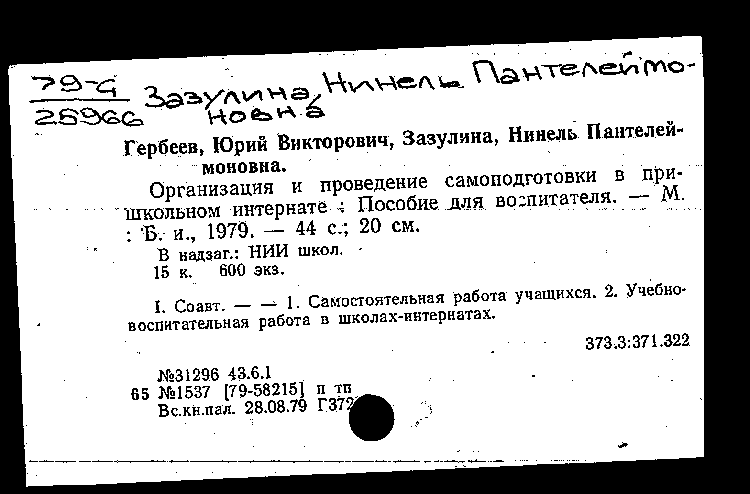 79-4 Зазулина, Нинель Пантелеймо-
25966 новна
Гербеев, Юрий Викторович, Зазулина, Нинель Пантелей-
моновна.
Организация и проведение самоподготовки в при-
школьном интернате : Пособие для воспитателя. — М.
: Б. и., 1979. — 44 с.; 20 см.
В надзаг.: НИИ школ.
15 к. 600 экз.
I. Соавт. — — 1. Самостоятельная работа учащихся. 2. Учебно-
воспитательная работа в школах-интернатах.
373.3:371.322
№31296 43.6.1
65 №1537 [79-58215] п тп
Вс.кн.пал. 28.08.79 Г372